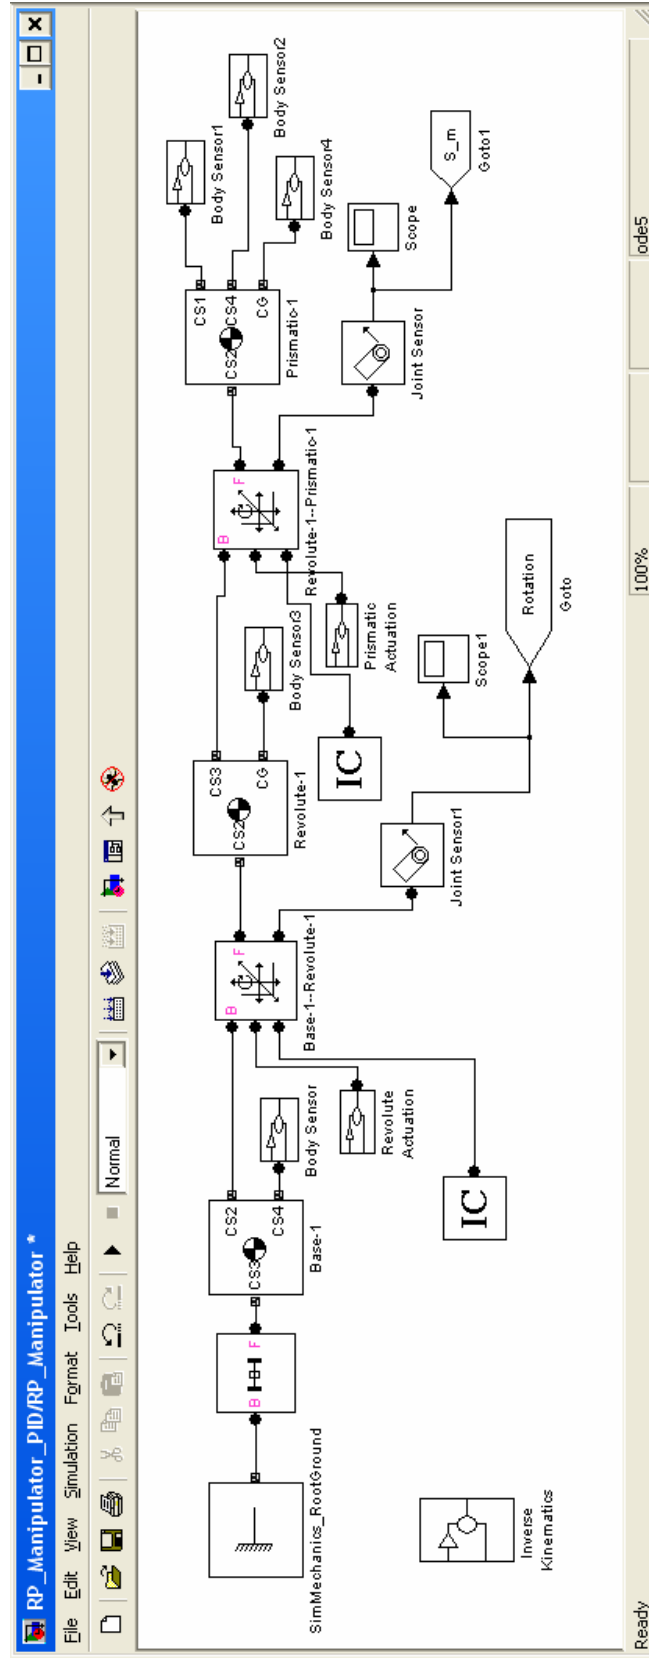 RP_Manipulator_PID/RP_Manipulator *
File Edit View Simulation Format Tools Help
Normal
SimMechanics_RootGround
B F
CS3
CS2
CS4
Base-1
Body Sensor
Revolute
Actuation
IC
B F
Base-1--Revolute-1
CS2
CS3
CG
Revolute-1
Body Sensor3
Joint Sensor1
Scope1
Rotation
Goto
IC
Prismatic
Actuation
B F
Revolute-1--Prismatic-1
CS2
CS1
CS4
CG
Prismatic-1
Body Sensor1
Body Sensor2
Body Sensor4
Joint Sensor
Scope
S_m
Goto1
Inverse
Kinematics
Ready
100%
ode5